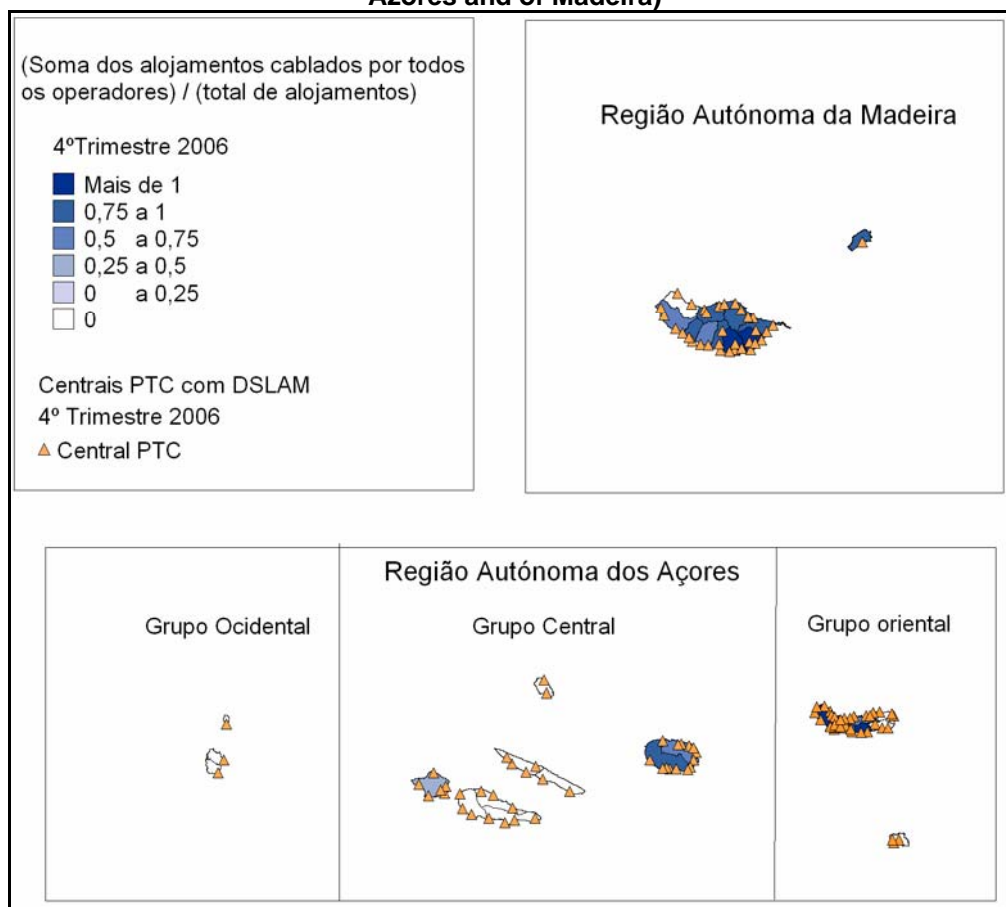 Azores and of Madeira)
(Soma dos alojamentos cablados por todos
os operadores) / (total de alojamentos)
4ºTrimestre 2006
Mais de 1
0,75 a 1
0,5 a 0,75
0,25 a 0,5
0 a 0,25
0
Centrais PTC com DSLAM
4º Trimestre 2006
Central PTC
Região Autónoma da Madeira
Região Autónoma dos Açores
Grupo Ocidental
Grupo Central
Grupo oriental